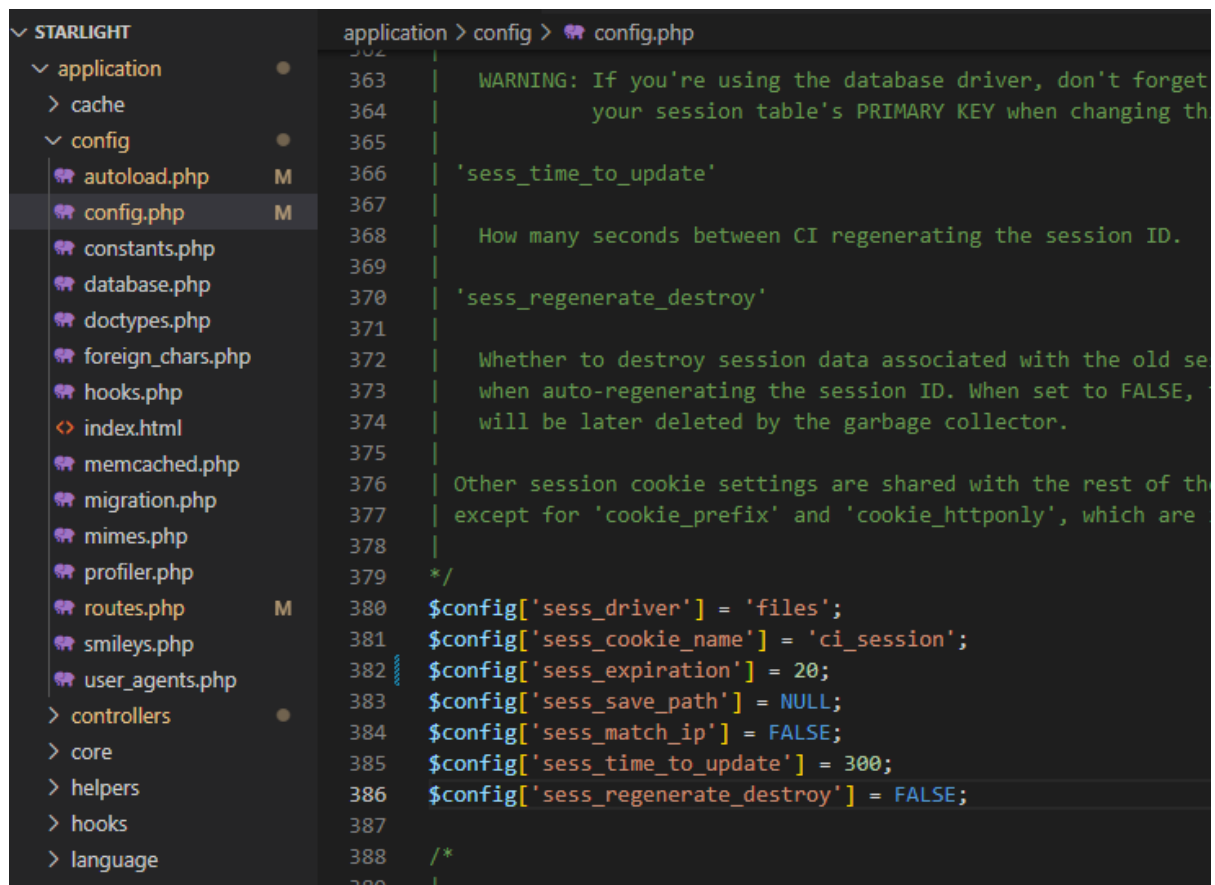 STARLIGHT
application
cache
config
autoload.php M
config.php M
constants.php
database.php
doctypes.php
foreign_chars.php
hooks.php
index.html
memcached.php
migration.php
mimes.php
profiler.php
routes.php M
smileys.php
user_agents.php
controllers
core
helpers
hooks
language
application > config > config.php
362 |
363 | WARNING: If you're using the database driver, don't forget
364 | your session table's PRIMARY KEY when changing th
365 |
366 | 'sess_time_to_update'
367 |
368 | How many seconds between CI regenerating the session ID.
369 |
370 | 'sess_regenerate_destroy'
371 |
372 | Whether to destroy session data associated with the old se
373 | when auto-regenerating the session ID. When set to FALSE,
374 | will be later deleted by the garbage collector.
375 |
376 | Other session cookie settings are shared with the rest of th
377 | except for 'cookie_prefix' and 'cookie_httponly', which are
378 |
379 */
380 $config['sess_driver'] = 'files';
381 $config['sess_cookie_name'] = 'ci_session';
382 $config['sess_expiration'] = 20;
383 $config['sess_save_path'] = NULL;
384 $config['sess_match_ip'] = FALSE;
385 $config['sess_time_to_update'] = 300;
386 $config['sess_regenerate_destroy'] = FALSE;
387
388 /*